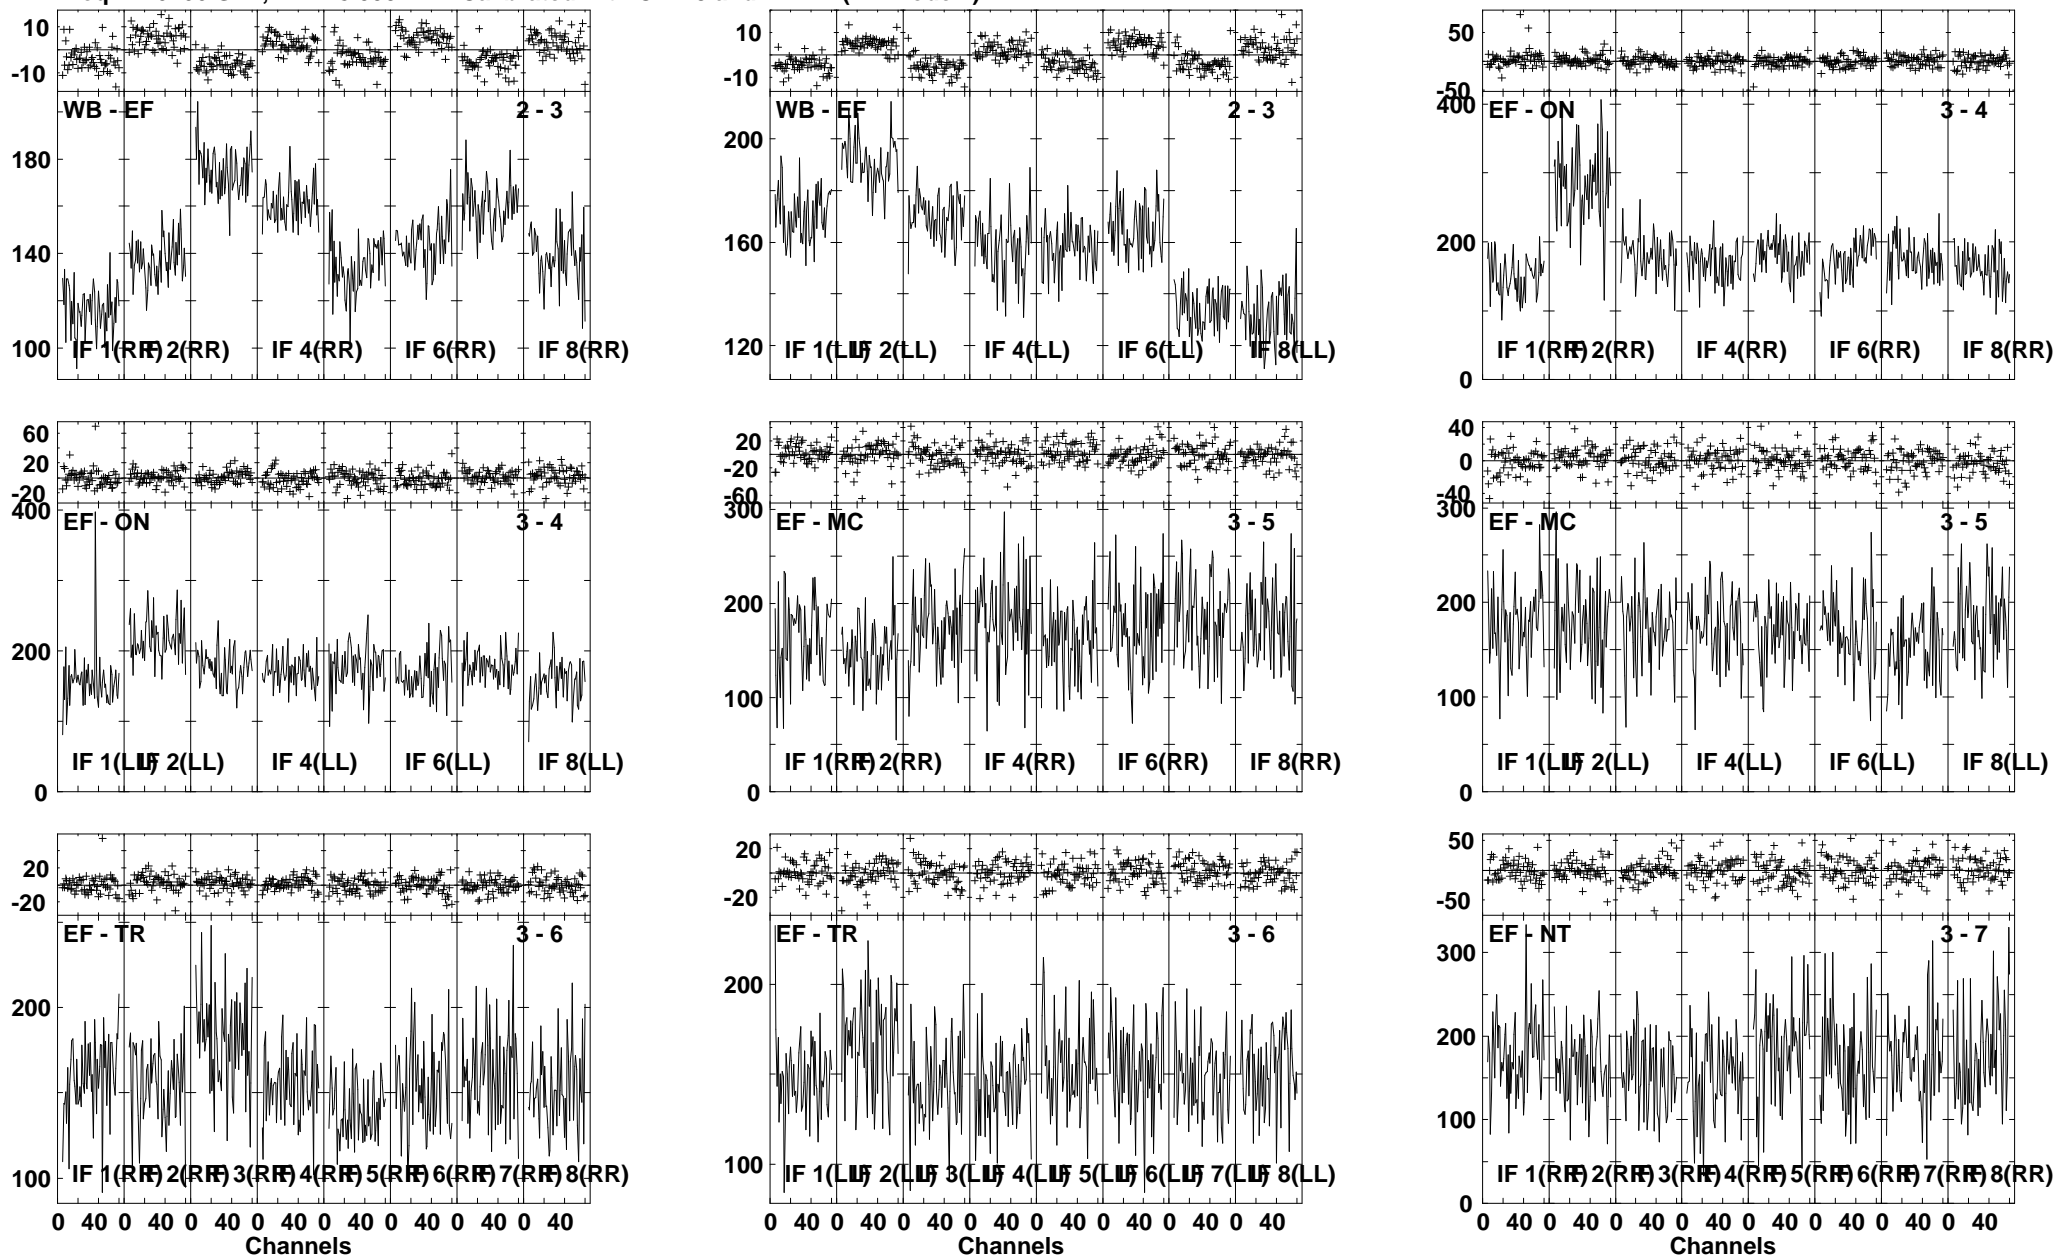 10
-10
WB - EF 2 - 3
180
140
100
IF 1(RR) IF 2(RR) IF 4(RR) IF 6(RR) IF 8(RR)
10
-10
WB - EF 2 - 3
200
160
120
IF 1(LL) IF 2(LL) IF 4(LL) IF 6(LL) IF 8(LL)
50
-50
EF - ON 3 - 4
400
200
0
IF 1(RR) IF 2(RR) IF 4(RR) IF 6(RR) IF 8(RR)
60
20
-20
EF - ON 3 - 4
400
200
0
IF 1(LL) IF 2(LL) IF 4(LL) IF 6(LL) IF 8(LL)
20
-20
-60
EF - MC 3 - 5
300
200
100
0
IF 1(RR) IF 2(RR) IF 4(RR) IF 6(RR) IF 8(RR)
40
0
-40
EF - MC 3 - 5
300
200
100
0
IF 1(LL) IF 2(LL) IF 4(LL) IF 6(LL) IF 8(LL)
20
-20
EF - TR 3 - 6
200
100
IF 1(RR) IF 2(RR) IF 3(RR) IF 4(RR) IF 5(RR) IF 6(RR) IF 7(RR) IF 8(RR)
0 40 0 40 0 40 0 40 0 40 0 40 0 40 0 40
Channels
20
-20
EF - TR 3 - 6
200
100
IF 1(LL) IF 2(LL) IF 3(LL) IF 4(LL) IF 5(LL) IF 6(LL) IF 7(LL) IF 8(LL)
0 40 0 40 0 40 0 40 0 40 0 40 0 40 0 40
Channels
50
-50
EF - NT 3 - 7
300
200
100
0
IF 1(RR) IF 2(RR) IF 3(RR) IF 4(RR) IF 5(RR) IF 6(RR) IF 7(RR) IF 8(RR)
0 40 0 40 0 40 0 40 0 40 0 40 0 40 0 40
Channels